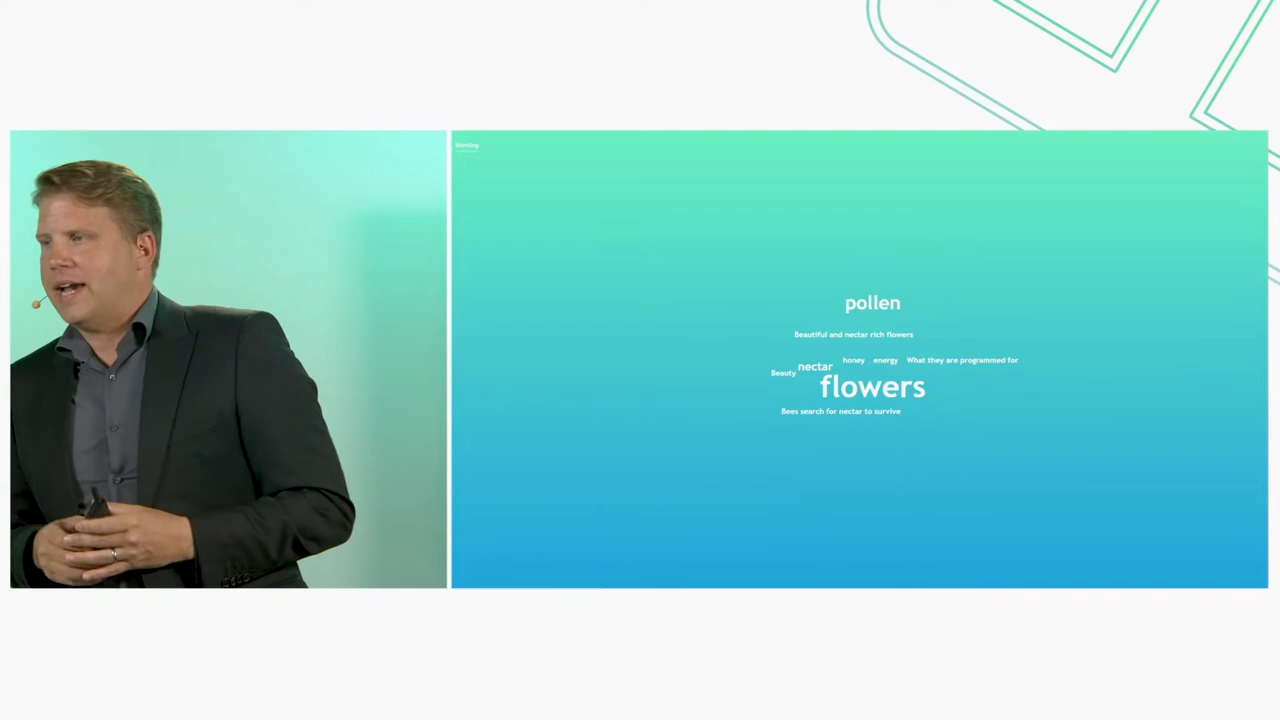 pollen
Beautiful and nectar rich flowers
honey energy What they are programmed for
nectar
Beauty
flowers
Bees search for nectar to survive